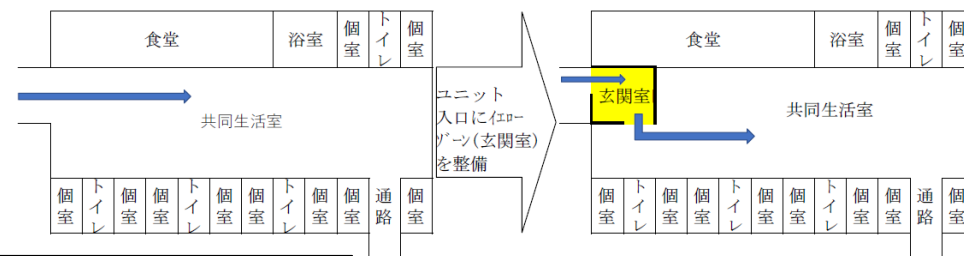 食堂
浴室
個室
トイレ
個室
共同生活室
個室
トイレ
個室
個室
トイレ
個室
個室
トイレ
個室
個室
通路
個室
ユニット
入口にイエロー
ゾーン(玄関室)
を整備
食堂
浴室
個室
トイレ
個室
玄関室
共同生活室
個室
トイレ
個室
個室
トイレ
個室
個室
トイレ
個室
個室
通路
個室